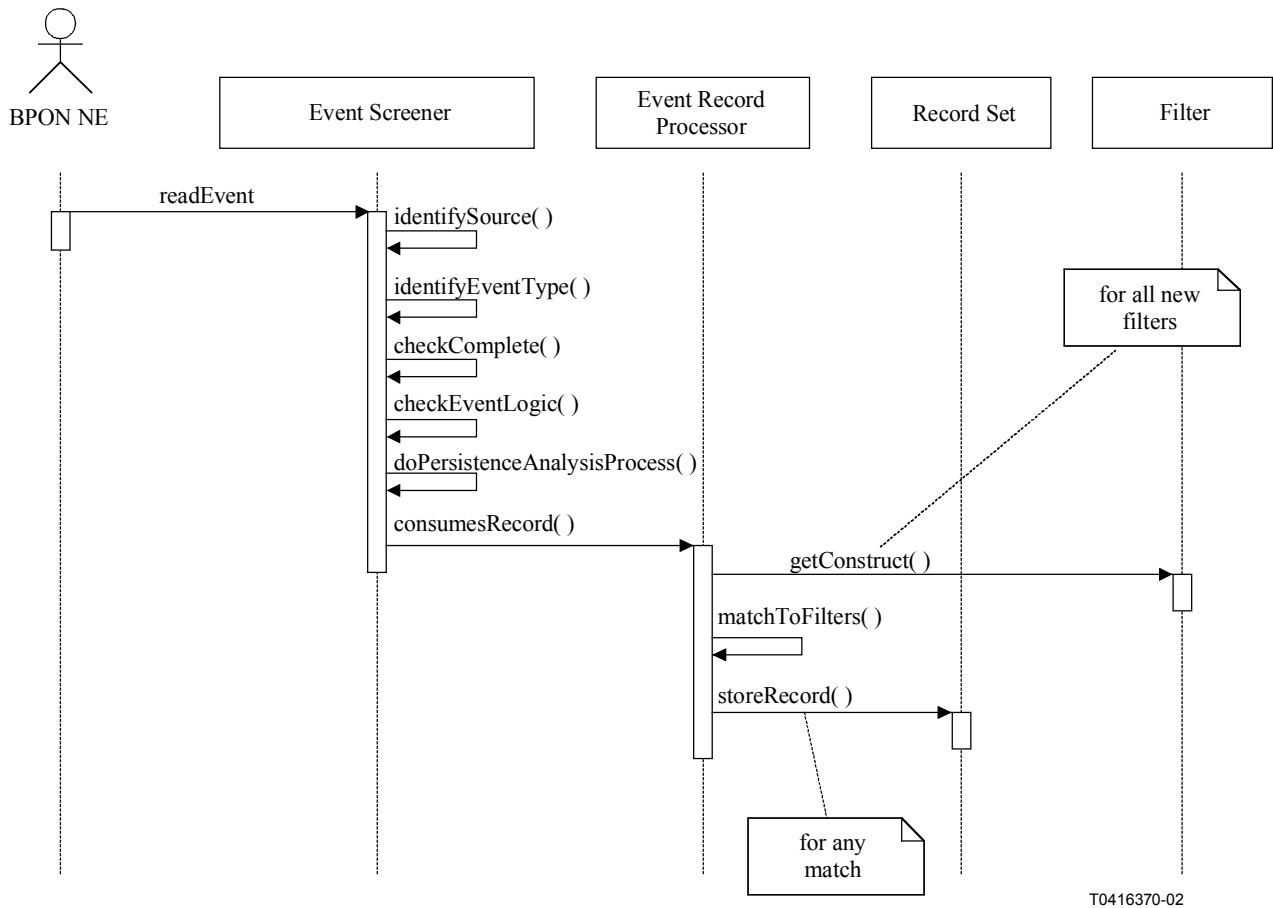 BPON NE
Event Screener
Event Record
Processor
Record Set
Filter
readEvent
identifySource( )
identifyEventType( )
checkComplete( )
checkEventLogic( )
doPersistenceAnalysisProcess( )
consumesRecord( )
for all new
filters
getConstruct( )
matchToFilters( )
storeRecord( )
for any
match
T0416370-02